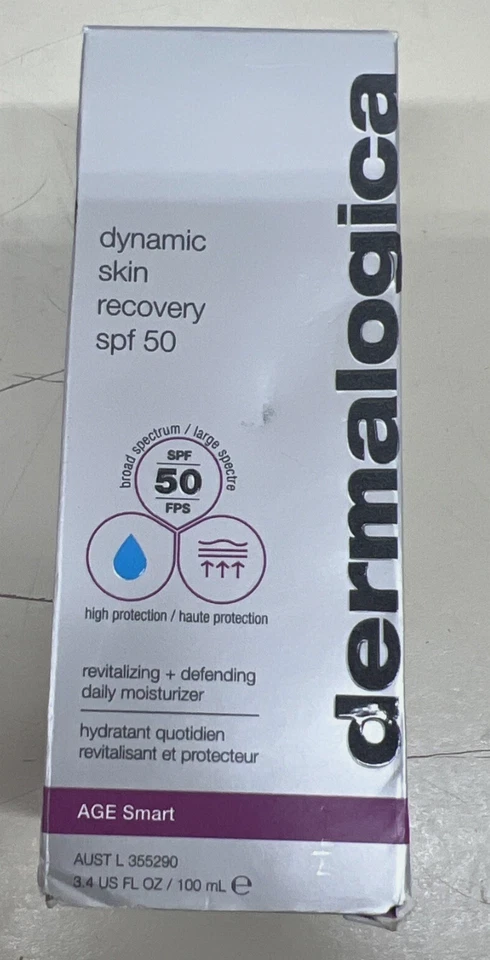 dermalogica
dynamic
skin
recovery
spf 50
broad spectrum / large spectre
SPF
50
FPS
high protection / haute protection
revitalizing + defending
daily moisturizer
hydratant quotidien
revitalisant et protecteur
AGE Smart
AUST L 355290
3.4 US FL OZ / 100 mL ℮